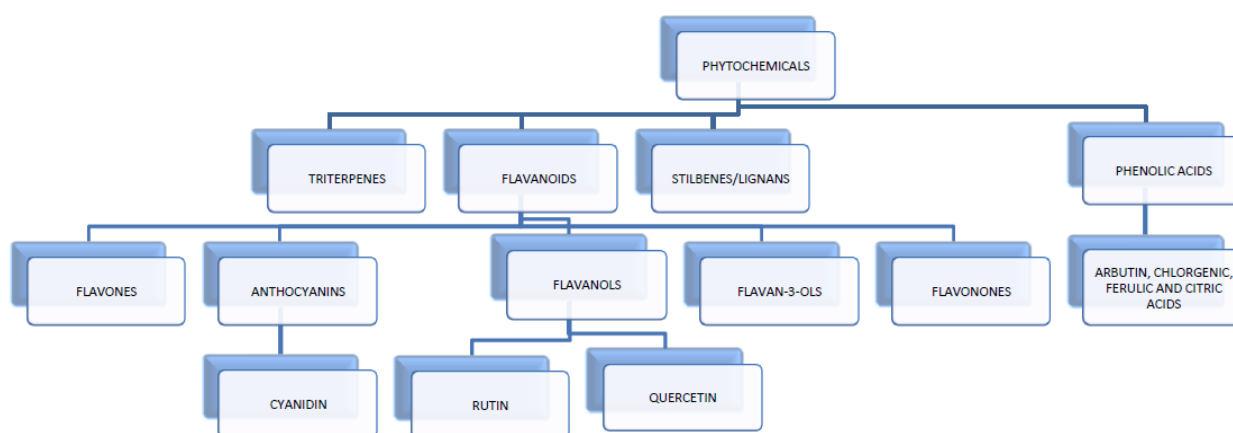 PHYTOCHEMICALS
TRITERPENES
FLAVANOIDS
STILBENES/LIGNANS
PHENOLIC ACIDS
FLAVONES
ANTHOCYANINS
FLAVANOLS
FLAVAN-3-OLS
FLAVONONES
ARBUTIN, CHLORGENIC,
FERULIC AND CITRIC
ACIDS
CYANIDIN
RUTIN
QUERCETIN